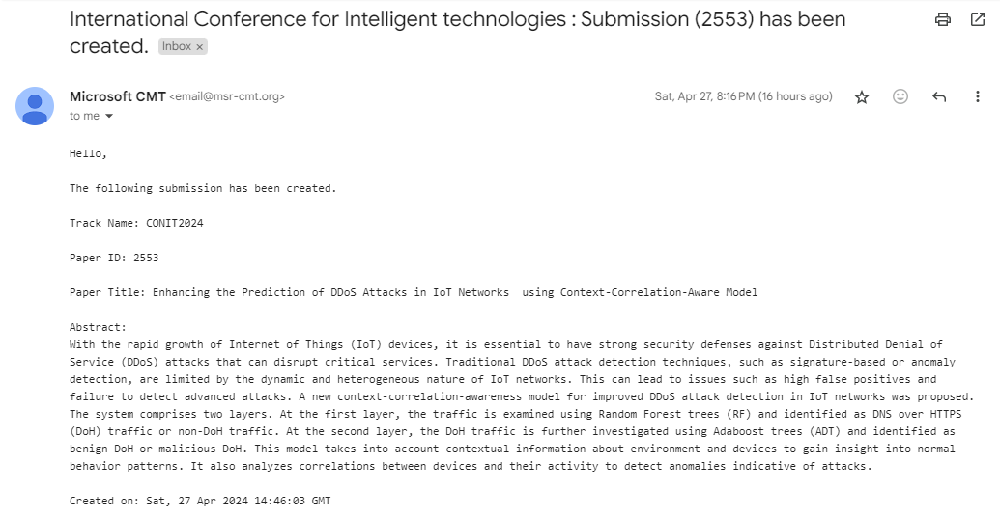 International Conference for Intelligent technologies : Submission (2553) has been
created. Inbox ×
Microsoft CMT <email@msr-cmt.org>
Sat, Apr 27, 8:16 PM (16 hours ago)
to me
Hello,
The following submission has been created.
Track Name: CONIT2024
Paper ID: 2553
Paper Title: Enhancing the Prediction of DDoS Attacks in IoT Networks  using Context-Correlation-Aware Model
Abstract:
With the rapid growth of Internet of Things (IoT) devices, it is essential to have strong security defenses against Distributed Denial of
Service (DDoS) attacks that can disrupt critical services. Traditional DDoS attack detection techniques, such as signature-based or anomaly
detection, are limited by the dynamic and heterogeneous nature of IoT networks. This can lead to issues such as high false positives and
failure to detect advanced attacks. A new context-correlation-awareness model for improved DDoS attack detection in IoT networks was proposed.
The system comprises two layers. At the first layer, the traffic is examined using Random Forest trees (RF) and identified as DNS over HTTPS
(DoH) traffic or non-DoH traffic. At the second layer, the DoH traffic is further investigated using Adaboost trees (ADT) and identified as
benign DoH or malicious DoH. This model takes into account contextual information about environment and devices to gain insight into normal
behavior patterns. It also analyzes correlations between devices and their activity to detect anomalies indicative of attacks.
Created on: Sat, 27 Apr 2024 14:46:03 GMT